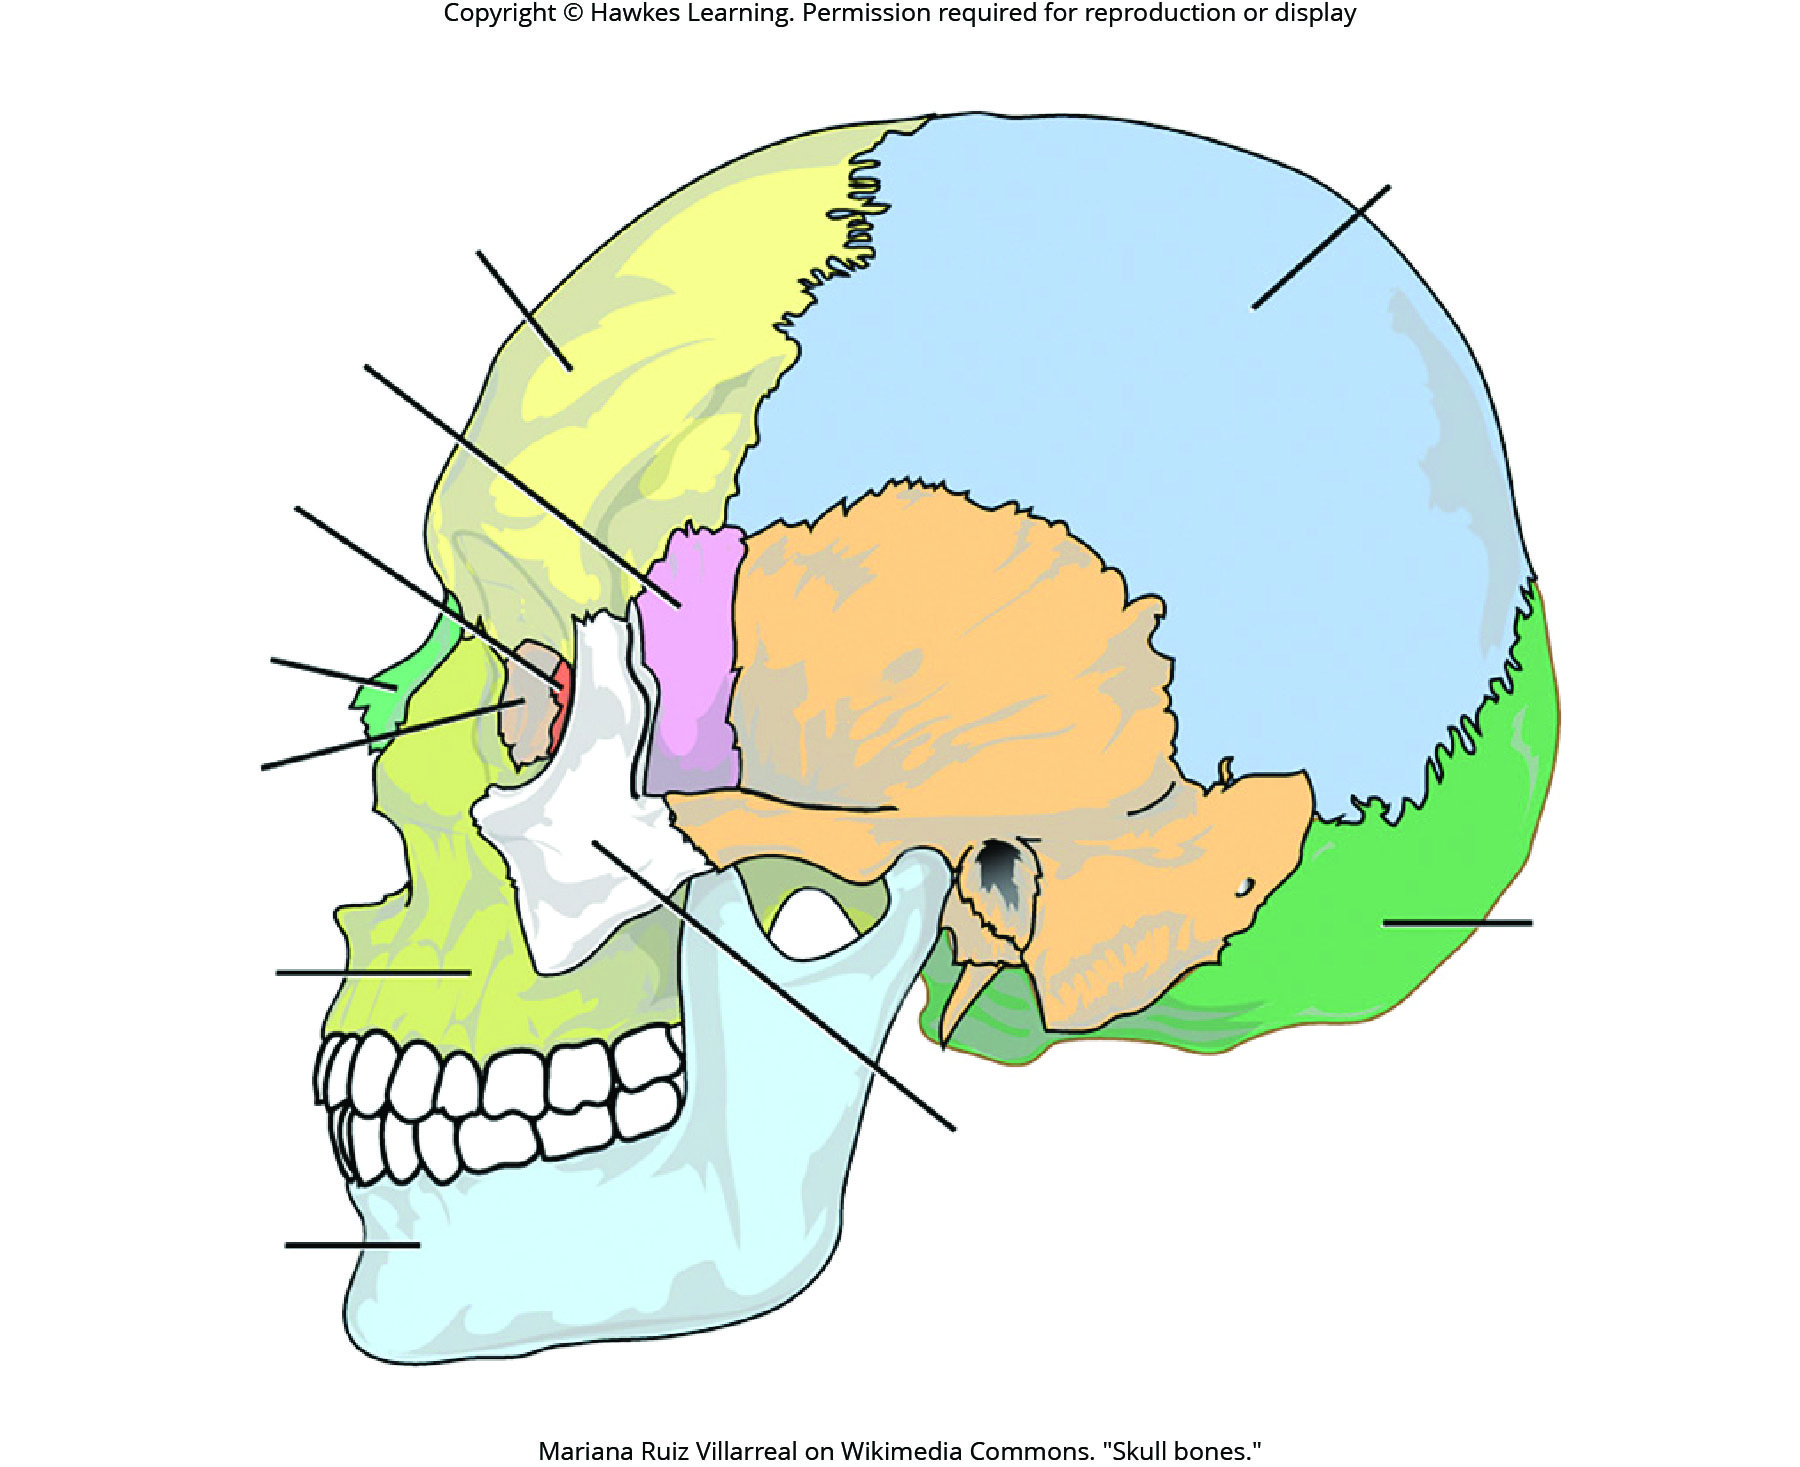 Copyright © Hawkes Learning. Permission required for reproduction or display
Mariana Ruiz Villarreal on Wikimedia Commons. "Skull bones."